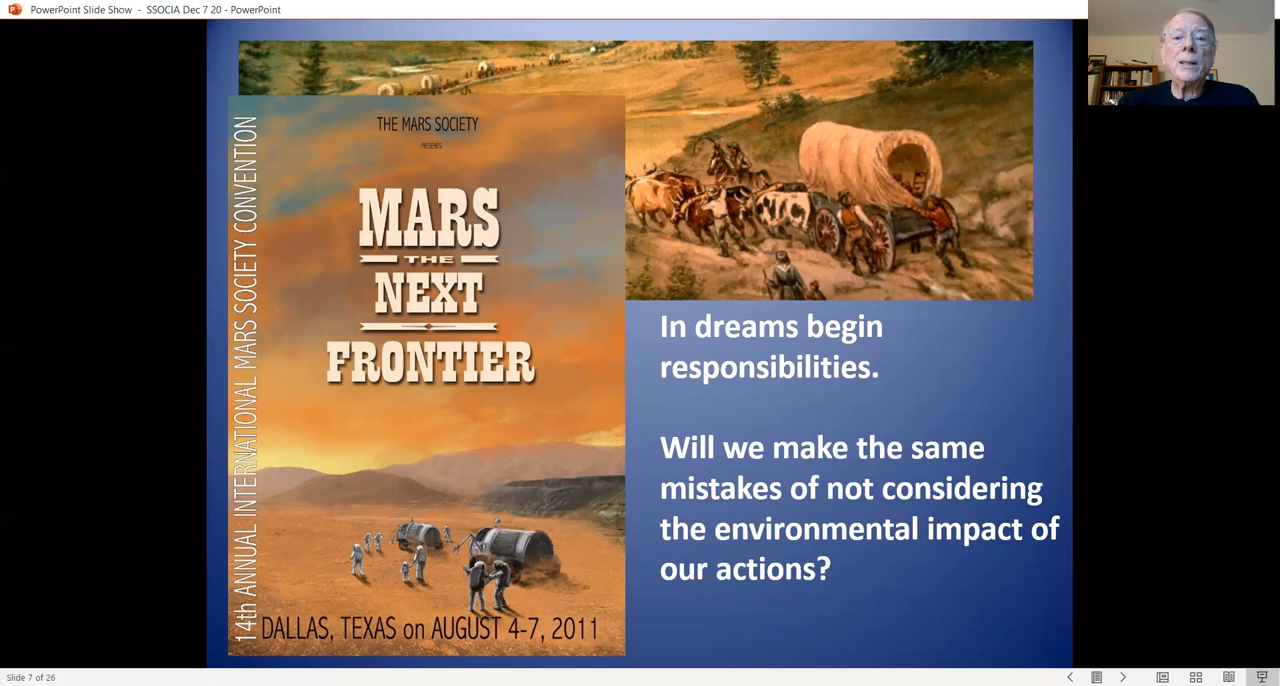 PowerPoint Slide Show - SSOCIA Dec 7 20 - PowerPoint
14th ANNUAL INTERNATIONAL MARS SOCIETY CONVENTION
THE MARS SOCIETY
PRESENTS
MARS
THE
NEXT
FRONTIER
DALLAS, TEXAS on AUGUST 4-7, 2011
In dreams begin
responsibilities.
Will we make the same
mistakes of not considering
the environmental impact of
our actions?
Slide 7 of 26